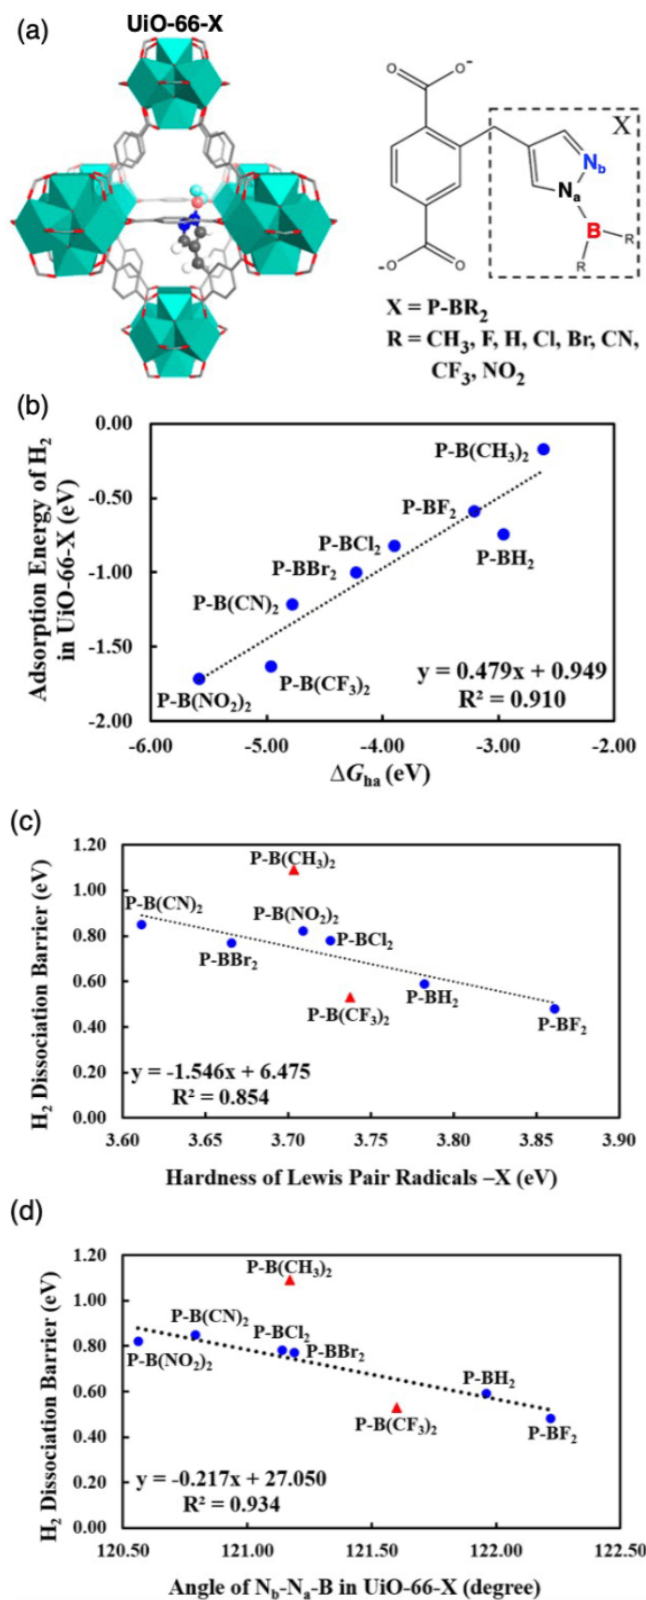 (a)
UiO-66-X
O
O⁻
X
N_b
N_a
B
R
R
⁻O
O
X = P-BR₂
R = CH₃, F, H, Cl, Br, CN,
CF₃, NO₂
(b)
Adsorption Energy of H₂
in UiO-66-X (eV)
0.00
-0.50
-1.00
-1.50
-2.00
P-B(CH₃)₂
P-BF₂
P-BH₂
P-BCl₂
P-BBr₂
P-B(CN)₂
P-B(CF₃)₂
P-B(NO₂)₂
y = 0.479x + 0.949
R² = 0.910
-6.00 -5.00 -4.00 -3.00 -2.00
ΔG_ha (eV)
(c)
H₂ Dissociation Barrier (eV)
1.20
1.00
0.80
0.60
0.40
0.20
0.00
P-B(CH₃)₂
P-B(CN)₂
P-B(NO₂)₂
P-BBr₂
P-BCl₂
P-B(CF₃)₂
P-BH₂
P-BF₂
y = -1.546x + 6.475
R² = 0.854
3.60 3.65 3.70 3.75 3.80 3.85 3.90
Hardness of Lewis Pair Radicals –X (eV)
(d)
H₂ Dissociation Barrier (eV)
1.20
1.00
0.80
0.60
0.40
0.20
0.00
P-B(CH₃)₂
P-B(CN)₂
P-BCl₂
P-B(NO₂)₂
P-BBr₂
P-BH₂
P-B(CF₃)₂
P-BF₂
y = -0.217x + 27.050
R² = 0.934
120.50 121.00 121.50 122.00 122.50
Angle of N_b-N_a-B in UiO-66-X (degree)